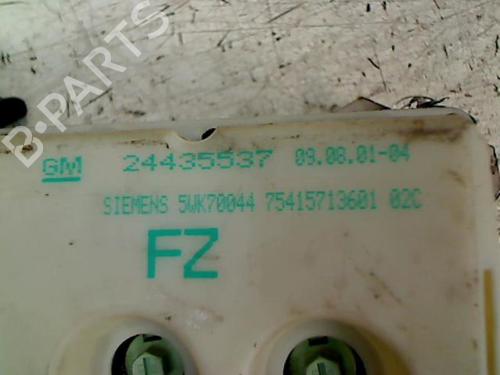 D-PARTS
GM 24435537 09.08.01-04
SIEMENS 5WK70044 75415713601 02C
FZ